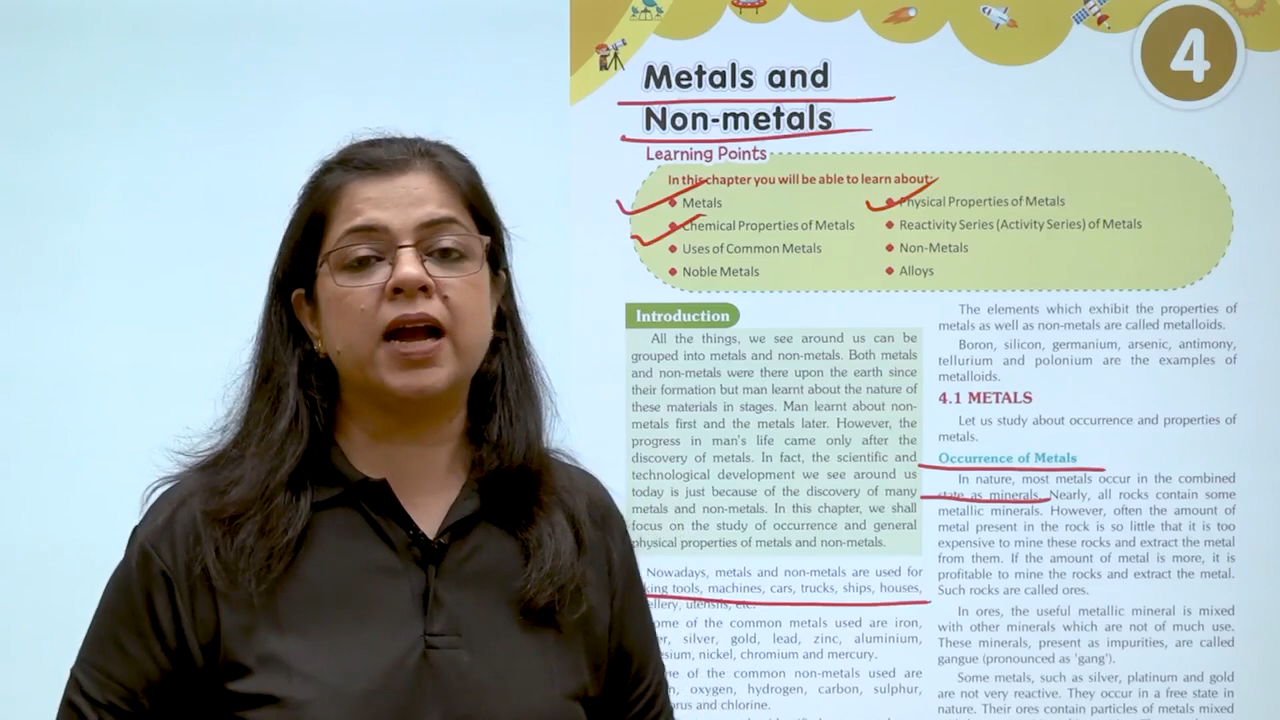 4
Metals and
Non-metals
Learning Points
In this chapter you will be able to learn about:
Metals
Physical Properties of Metals
Chemical Properties of Metals
Reactivity Series (Activity Series) of Metals
Uses of Common Metals
Non-Metals
Noble Metals
Alloys
Introduction
All the things, we see around us can be
grouped into metals and non-metals. Both metals
and non-metals were there upon the earth since
their formation but man learnt about the nature of
these materials in stages. Man learnt about non-
metals first and the metals later. However, the
progress in man's life came only after the
discovery of metals. In fact, the scientific and
technological development we see around us
today is just because of the discovery of many
metals and non-metals. In this chapter, we shall
focus on the study of occurrence and general
physical properties of metals and non-metals.
Nowadays, metals and non-metals are used for
tools, machines, cars, trucks, ships, houses,
utensils, etc.
of the common metals used are iron,
silver, gold, lead, zinc, aluminium,
nickel, chromium and mercury.
of the common non-metals used are
oxygen, hydrogen, carbon, sulphur,
and chlorine.
The elements which exhibit the properties of
metals as well as non-metals are called metalloids.
Boron, silicon, germanium, arsenic, antimony,
tellurium and polonium are the examples of
metalloids.
4.1 METALS
Let us study about occurrence and properties of
metals.
Occurrence of Metals
In nature, most metals occur in the combined
state as minerals. Nearly, all rocks contain some
metallic minerals. However, often the amount of
metal present in the rock is so little that it is too
expensive to mine these rocks and extract the metal
from them. If the amount of metal is more, it is
profitable to mine the rocks and extract the metal.
Such rocks are called ores.
In ores, the useful metallic mineral is mixed
with other minerals which are not of much use.
These minerals, present as impurities, are called
gangue (pronounced as 'gang').
Some metals, such as silver, platinum and gold
are not very reactive. They occur in a free state in
nature. Their ores contain particles of metals mixed